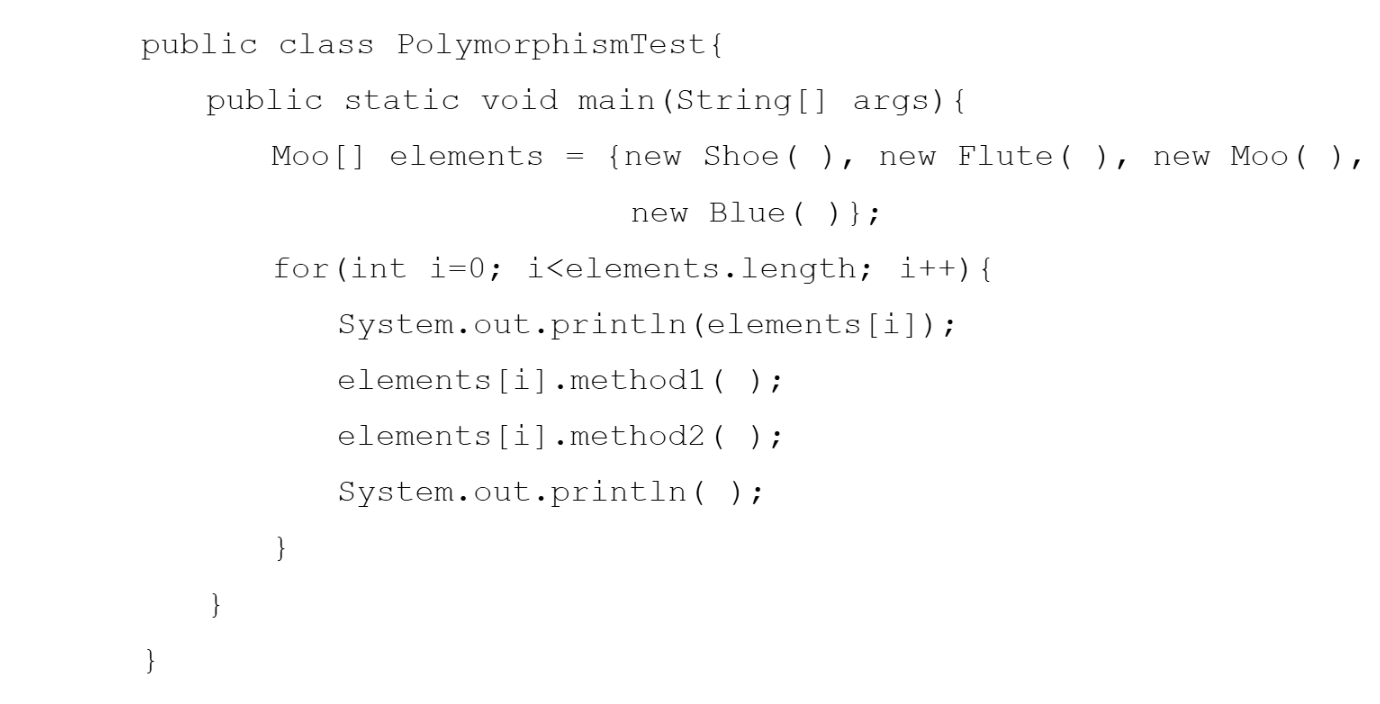 public class PolymorphismTest{
public static void main(String[] args){
Moo[] elements = {new Shoe( ), new Flute( ), new Moo( ),
new Blue( )};
for(int i=0; i<elements.length; i++){
System.out.println(elements[i]);
elements[i].method1( );
elements[i].method2( );
System.out.println( );
}
}
}